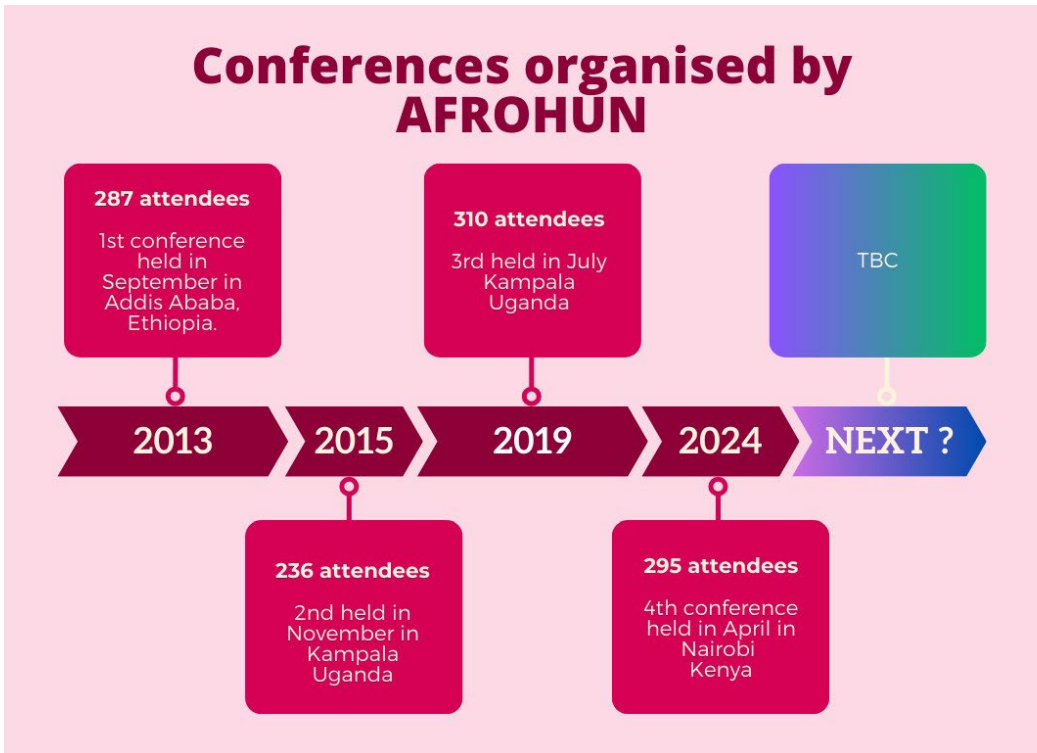 Conferences organised by
AFROHUN
287 attendees
1st conference
held in
September in
Addis Ababa,
Ethiopia.
310 attendees
3rd held in July
Kampala
Uganda
TBC
2013
2015
2019
2024
NEXT ?
236 attendees
2nd held in
November in
Kampala
Uganda
295 attendees
4th conference
held in April in
Nairobi
Kenya